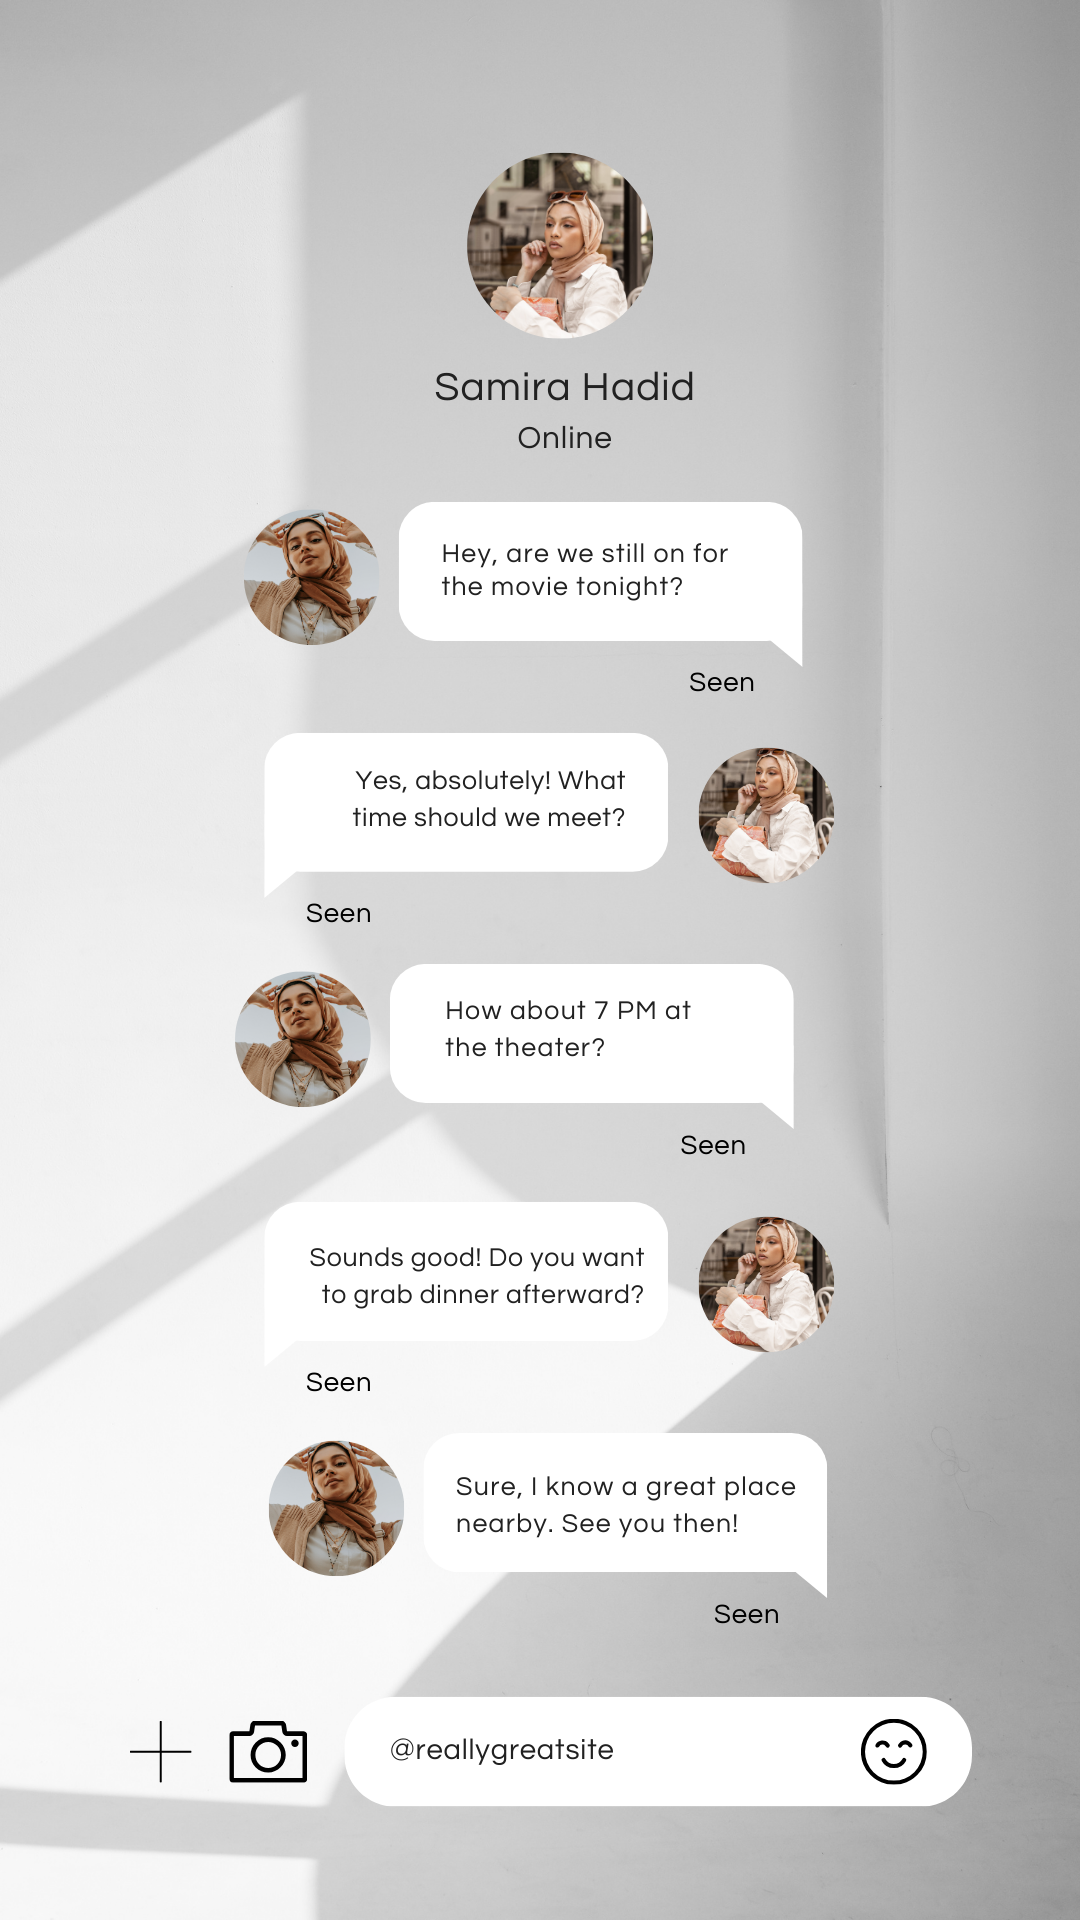 Samira Hadid
Online
Hey, are we still on for
the movie tonight?
Seen
Yes, absolutely! What
time should we meet?
Seen
How about 7 PM at
the theater?
Seen
Sounds good! Do you want
to grab dinner afterward?
Seen
Sure, I know a great place
nearby. See you then!
Seen
@reallygreatsite